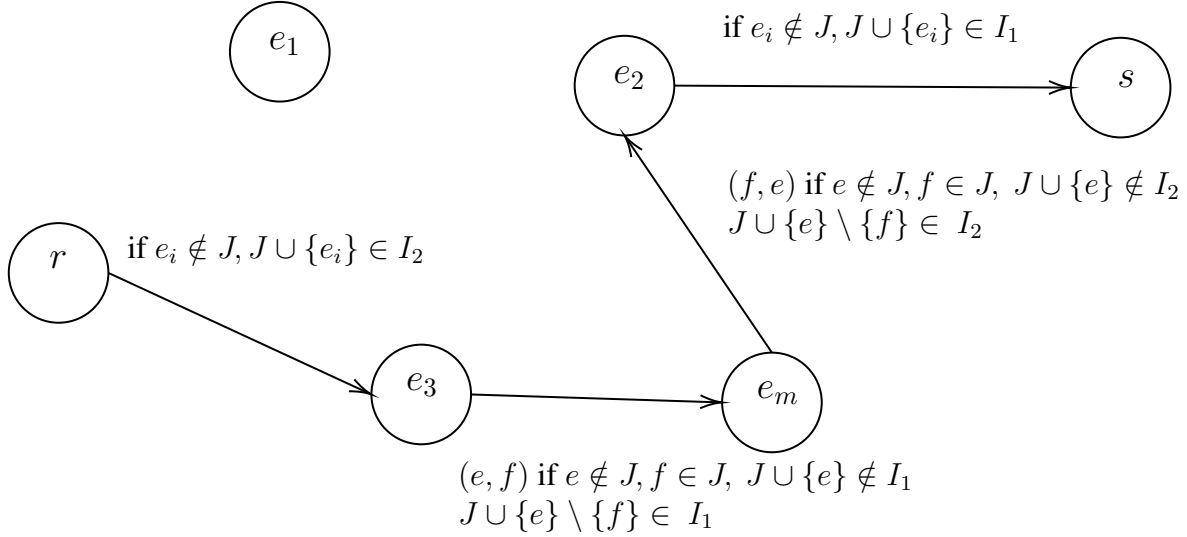 if e_i ∉ J, J ∪ {e_i} ∈ I_1
e_1
e_2
s
(f, e) if e ∉ J, f ∈ J, J ∪ {e} ∉ I_2
J ∪ {e} \ {f} ∈ I_2
r
if e_i ∉ J, J ∪ {e_i} ∈ I_2
e_3
e_m
(e, f) if e ∉ J, f ∈ J, J ∪ {e} ∉ I_1
J ∪ {e} \ {f} ∈ I_1